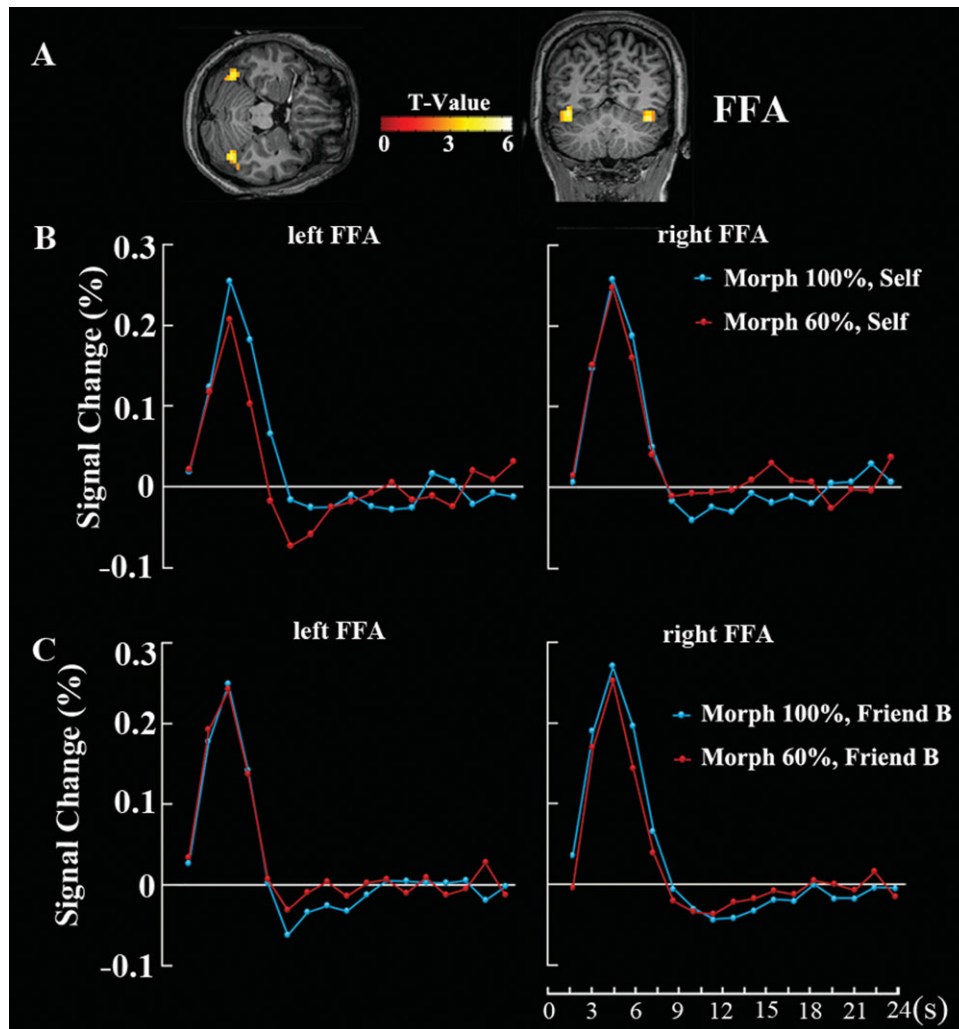 A
T-Value
0 3 6
FFA
B
left FFA
right FFA
Signal Change (%)
0.3
0.2
0.1
0
-0.1
Morph 100%, Self
Morph 60%, Self
C
left FFA
right FFA
Signal Change (%)
0.3
0.2
0.1
0
-0.1
Morph 100%, Friend B
Morph 60%, Friend B
0 3 6 9 10 15 18 21 24 (s)